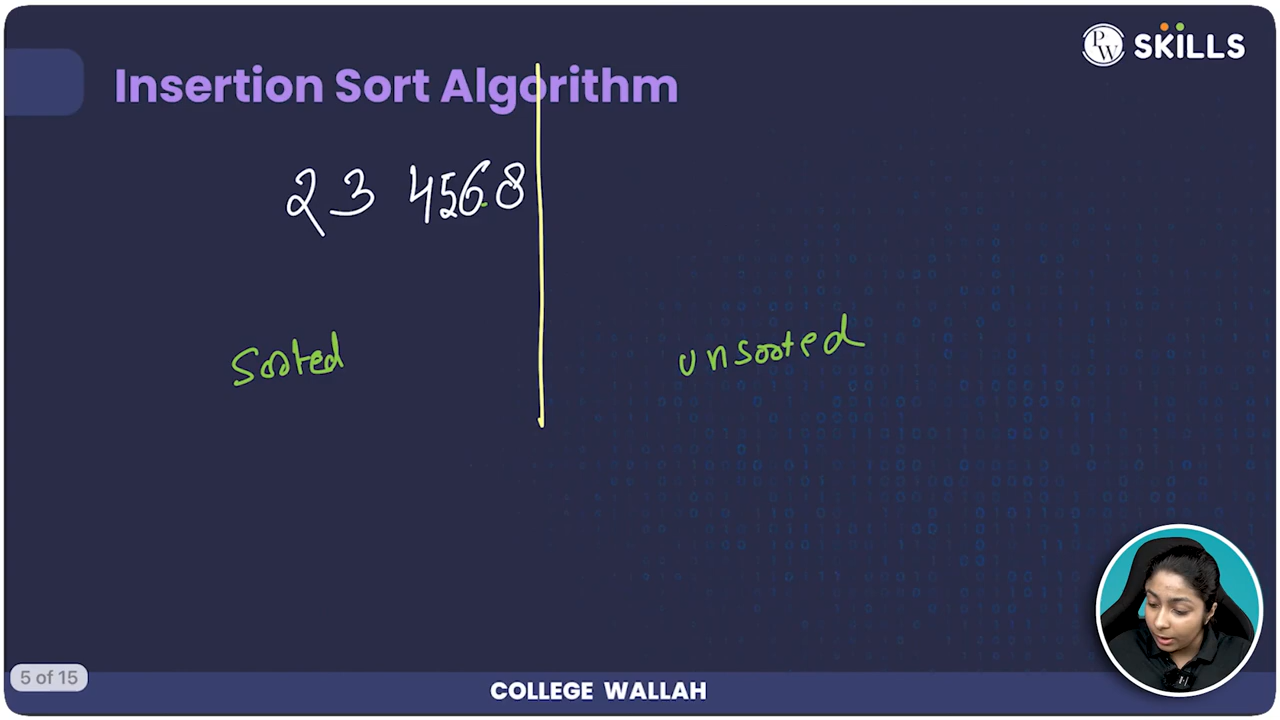 PW SKILLS
Insertion Sort Algorithm
2 3 4 5 6 8
Sorted
unsorted
5 of 15
COLLEGE WALLAH